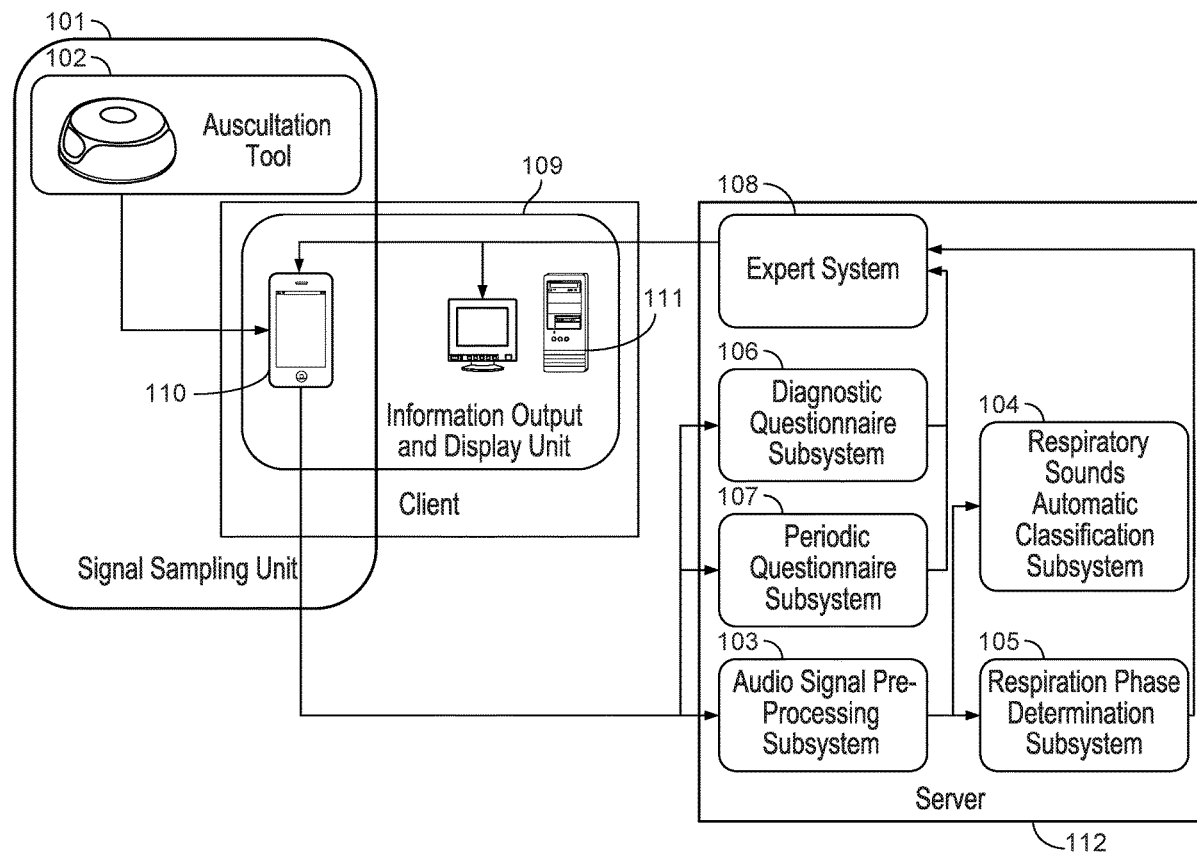 101
102
Auscultation
Tool
109
110
111
Information Output
and Display Unit
Client
Signal Sampling Unit
108
Expert System
106
Diagnostic
Questionnaire
Subsystem
104
Respiratory
Sounds
Automatic
Classification
Subsystem
107
Periodic
Questionnaire
Subsystem
103
Audio Signal Pre-
Processing
Subsystem
105
Respiration Phase
Determination
Subsystem
Server
112